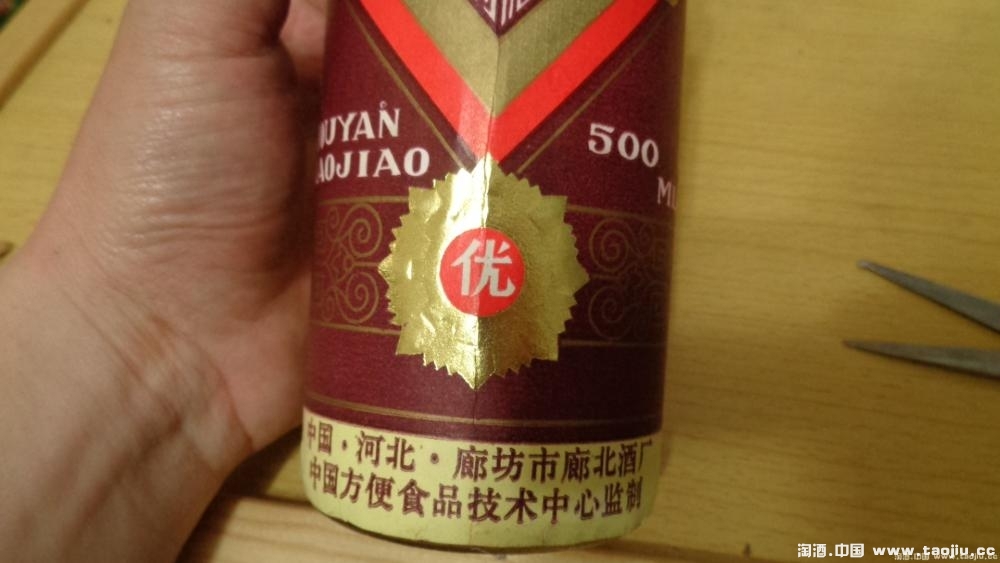 UYAN
AOJIAO
500
ML
优
中国·河北·廊坊市廊北酒厂
中国方便食品技术中心监制
淘酒.中国 www.taojiu.cc